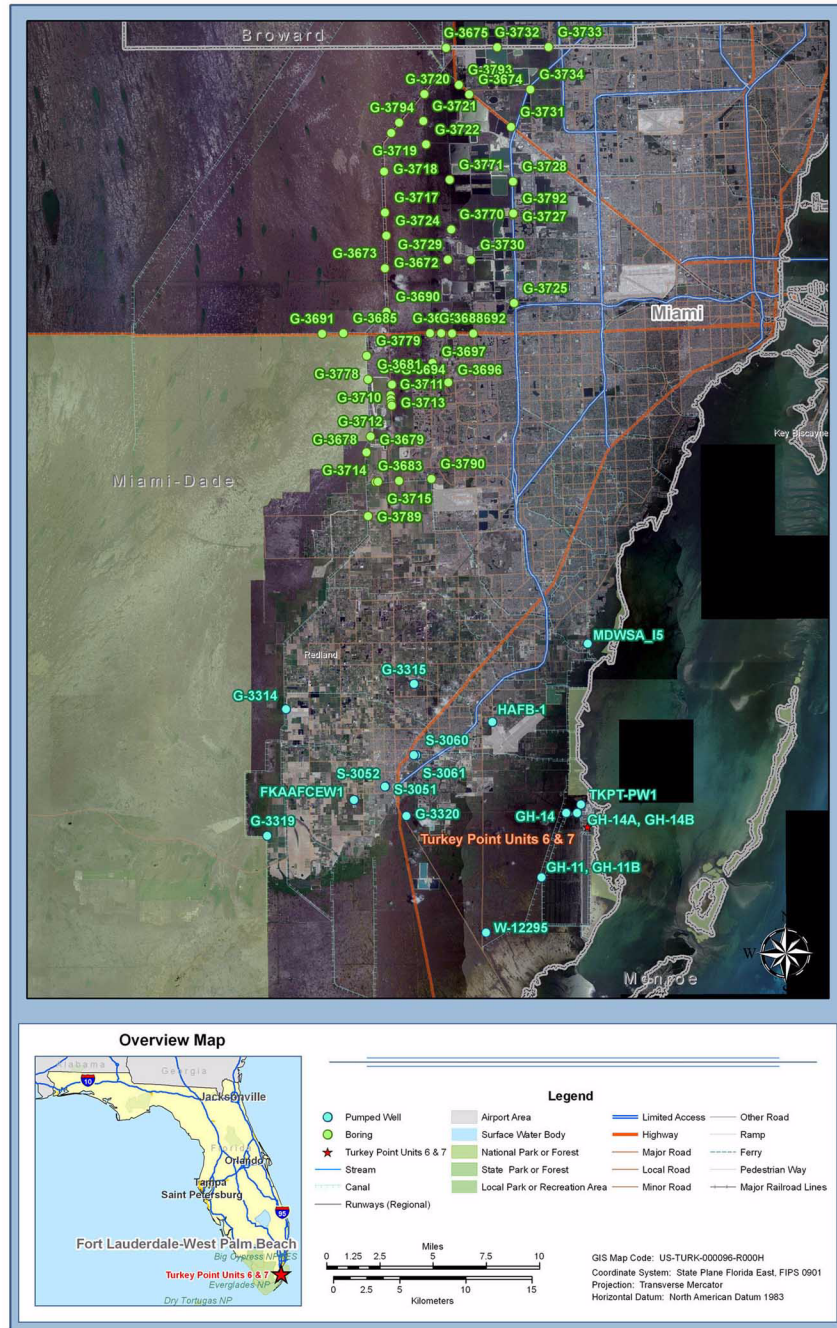 Broward
G-3675
G-3732
G-3733
G-3793
G-3720
G-3674
G-3734
G-3721
G-3794
G-3731
G-3722
G-3719
G-3771
G-3718
G-3728
G-3717
G-3792
G-3770
G-3727
G-3724
G-3729
G-3730
G-3673
G-3672
G-3690
G-3725
Miami
G-3691
G-3685
G-3688
G-3779
G-3697
G-3681
G-3778
G-3696
G-3711
G-3710
G-3713
Key Biscayne
G-3712
G-3678
G-3679
Miami-Dade
G-3714
G-3683
G-3790
G-3715
G-3789
MDWSA_I5
Redland
G-3315
G-3314
HAFB-1
S-3060
S-3052
S-3061
S-3051
FKAAFCEW1
TKPT-PW1
G-3319
G-3320
GH-14
GH-14A, GH-14B
Turkey Point Units 6 & 7
GH-11, GH-11B
W-12295
N
W
Monroe
Overview Map
Alabama
Georgia
10
Jacksonville
Florida
Orlando
Tampa
Saint Petersburg
95
Fort Lauderdale-West Palm Beach
Big Cypress
Turkey Point Units 6 & 7
Everglades NP
Dry Tortugas NP
Legend
Pumped Well
Boring
Turkey Point Units 6 & 7
Stream
Canal
Runways (Regional)
Airport Area
Surface Water Body
National Park or Forest
State Park or Forest
Local Park or Recreation Area
Limited Access
Highway
Major Road
Local Road
Minor Road
Other Road
Ramp
Ferry
Pedestrian Way
Major Railroad Lines
Miles
0 1.25 2.5 5 7.5 10
0 2.5 5 10 15
Kilometers
GIS Map Code: US-TURK-000096-R000H
Coordinate System: State Plane Florida East, FIPS 0901
Projection: Transverse Mercator
Horizontal Datum: North American Datum 1983